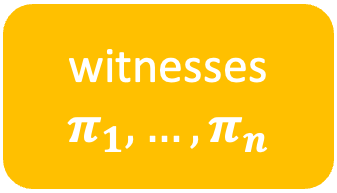 witnesses
π₁, … , πₙ